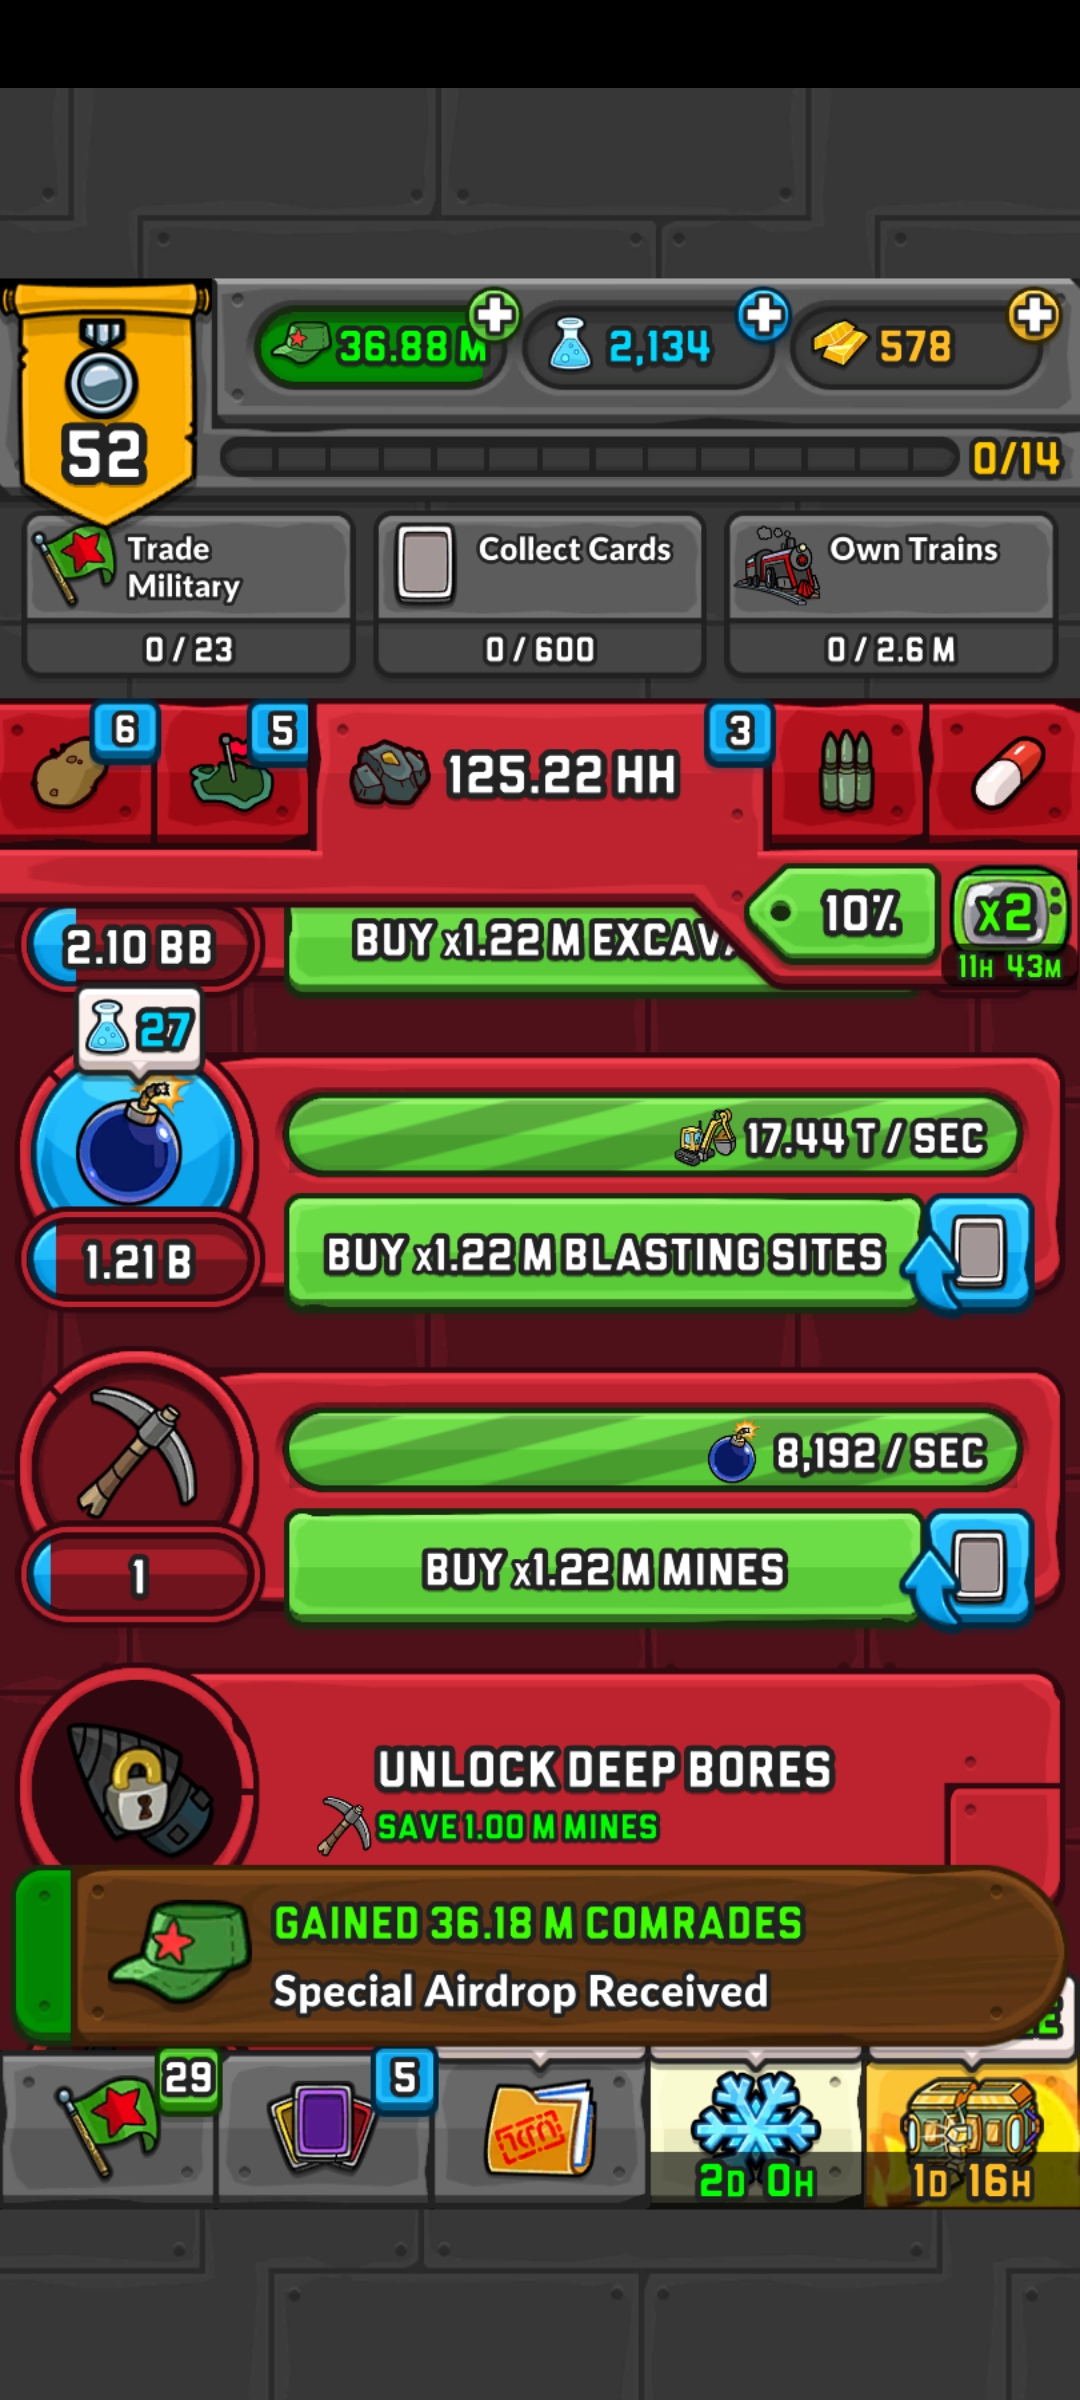 36.88 M
2,134
578
52
0/14
Trade
Military
0 / 23
Collect Cards
0 / 600
Own Trains
0 / 2.6 M
6
5
125.22 HH
3
10%
x2
11H 43M
2.10 BB
BUY x1.22 M
27
17.44 T / SEC
1.21 B
BUY x1.22 M BLASTING SITES
8,192 / SEC
1
BUY x1.22 M MINES
UNLOCK DEEP BORES
SAVE 1.00 M MINES
GAINED 36.18 M COMRADES
Special Airdrop Received
29
5
2D 0H
1D 16H